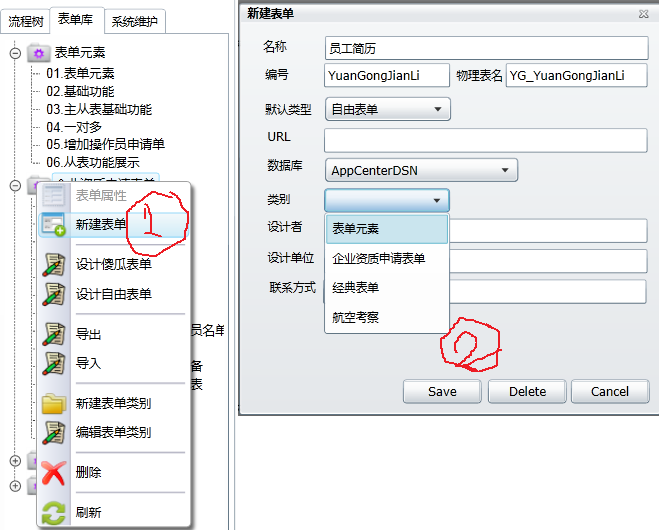 流程树 表单库 系统维护
表单元素
01.表单元素
02.基础功能
03.主从表基础功能
04.一对多
05.增加操作员申请单
06.从表功能展示
表单属性
新建表单
1
设计傻瓜表单
设计自由表单
导出
员名单
导入
备
表
新建表单类别
编辑表单类别
删除
刷新
新建表单
名称 员工简历
编号 YuanGongJianLi 物理表名 YG_YuanGongJianLi
默认类型 自由表单
URL
数据库 AppCenterDSN
类别
设计者
设计单位
联系方式
表单元素
企业资质申请表单
经典表单
航空考察
2
Save Delete Cancel